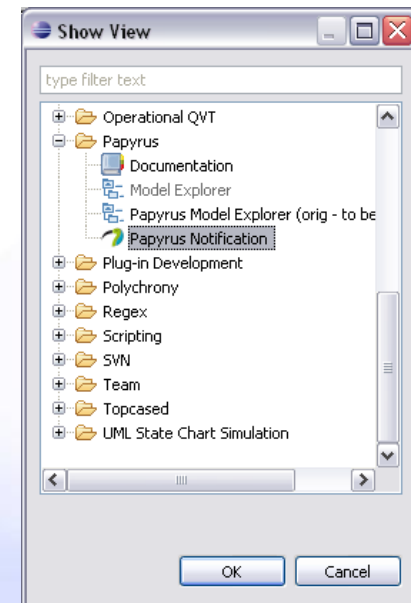 Show View
type filter text
Operational QVT
Papyrus
Documentation
Model Explorer
Papyrus Model Explorer (orig - to be
Papyrus Notification
Plug-in Development
Polychrony
Regex
Scripting
SVN
Team
Topcased
UML State Chart Simulation
OK Cancel